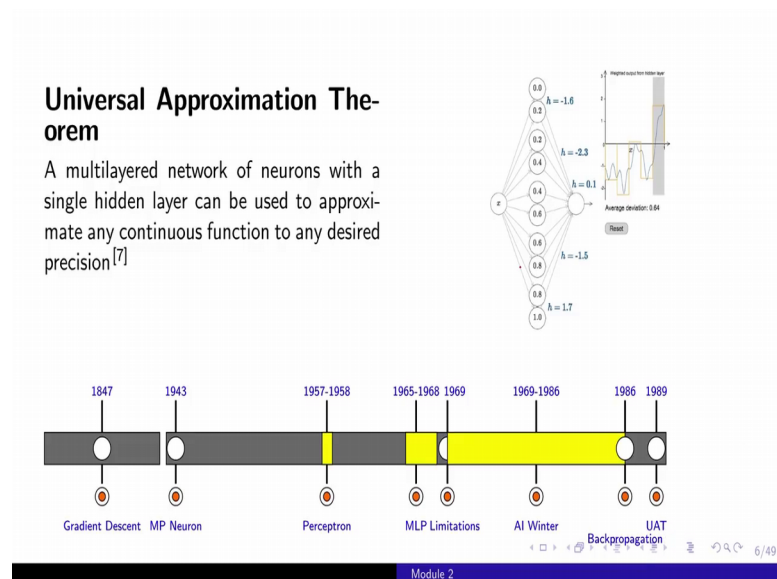 Universal Approximation The-
orem
A multilayered network of neurons with a
single hidden layer can be used to approxi-
mate any continuous function to any desired
precision[7]
0.0
h = -1.6
0.2
0.2
h = -2.3
0.4
h = 0.1
0.4
x
0.6
0.6
h = -1.5
0.8
0.8
h = 1.7
1.0
Weighted output from hidden layer
x
Average deviation: 0.64
Reset
1847 1943 1957-1958 1965-1968 1969 1969-1986 1986 1989
Gradient Descent MP Neuron Perceptron MLP Limitations AI Winter UAT
Backpropagation
6/49
Module 2